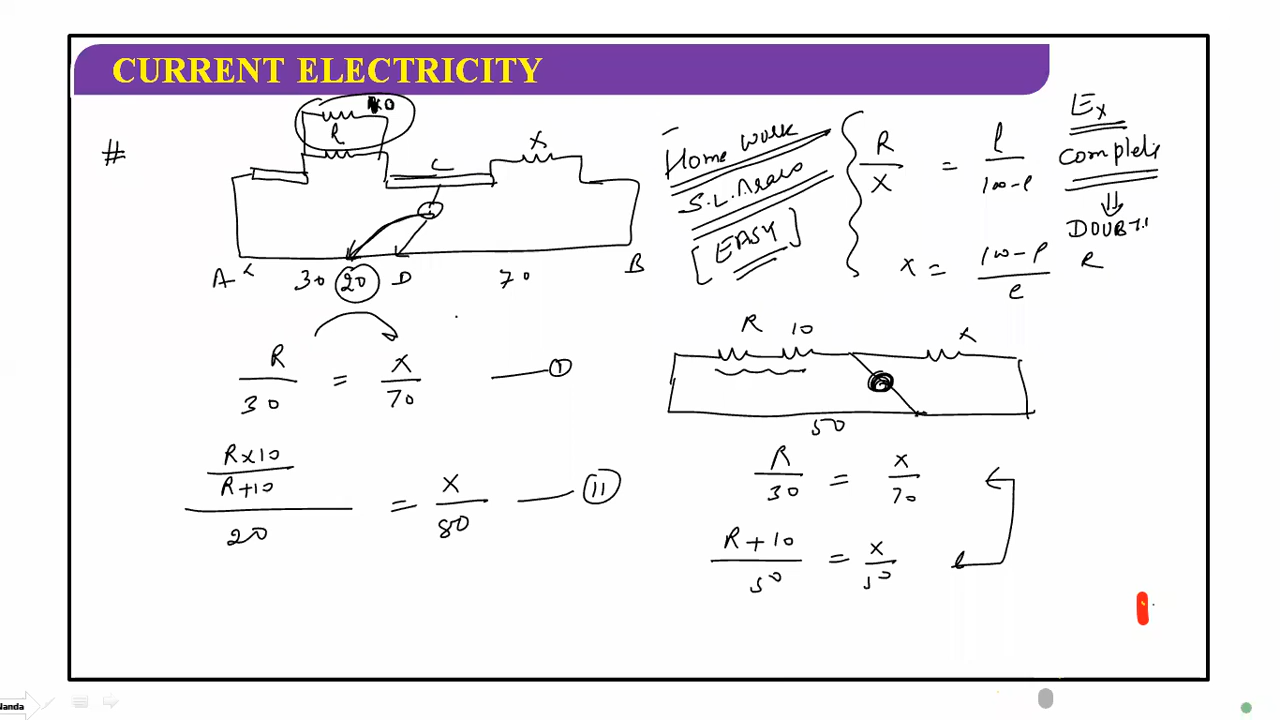 CURRENT ELECTRICITY
#
10
R
C
X
A
30
20
D
70
B
R/30 = X/70 — I
(R×10/R+10)/20 = X/80 — II
Home work
S.L. Arora
[EASY]
R/X = l/100-l
X = 100-l/l R
Ex
Complete
⇓
DOUBT
R 10 X
50
R/30 = X/70
R+10/50 = X/50
Nanda